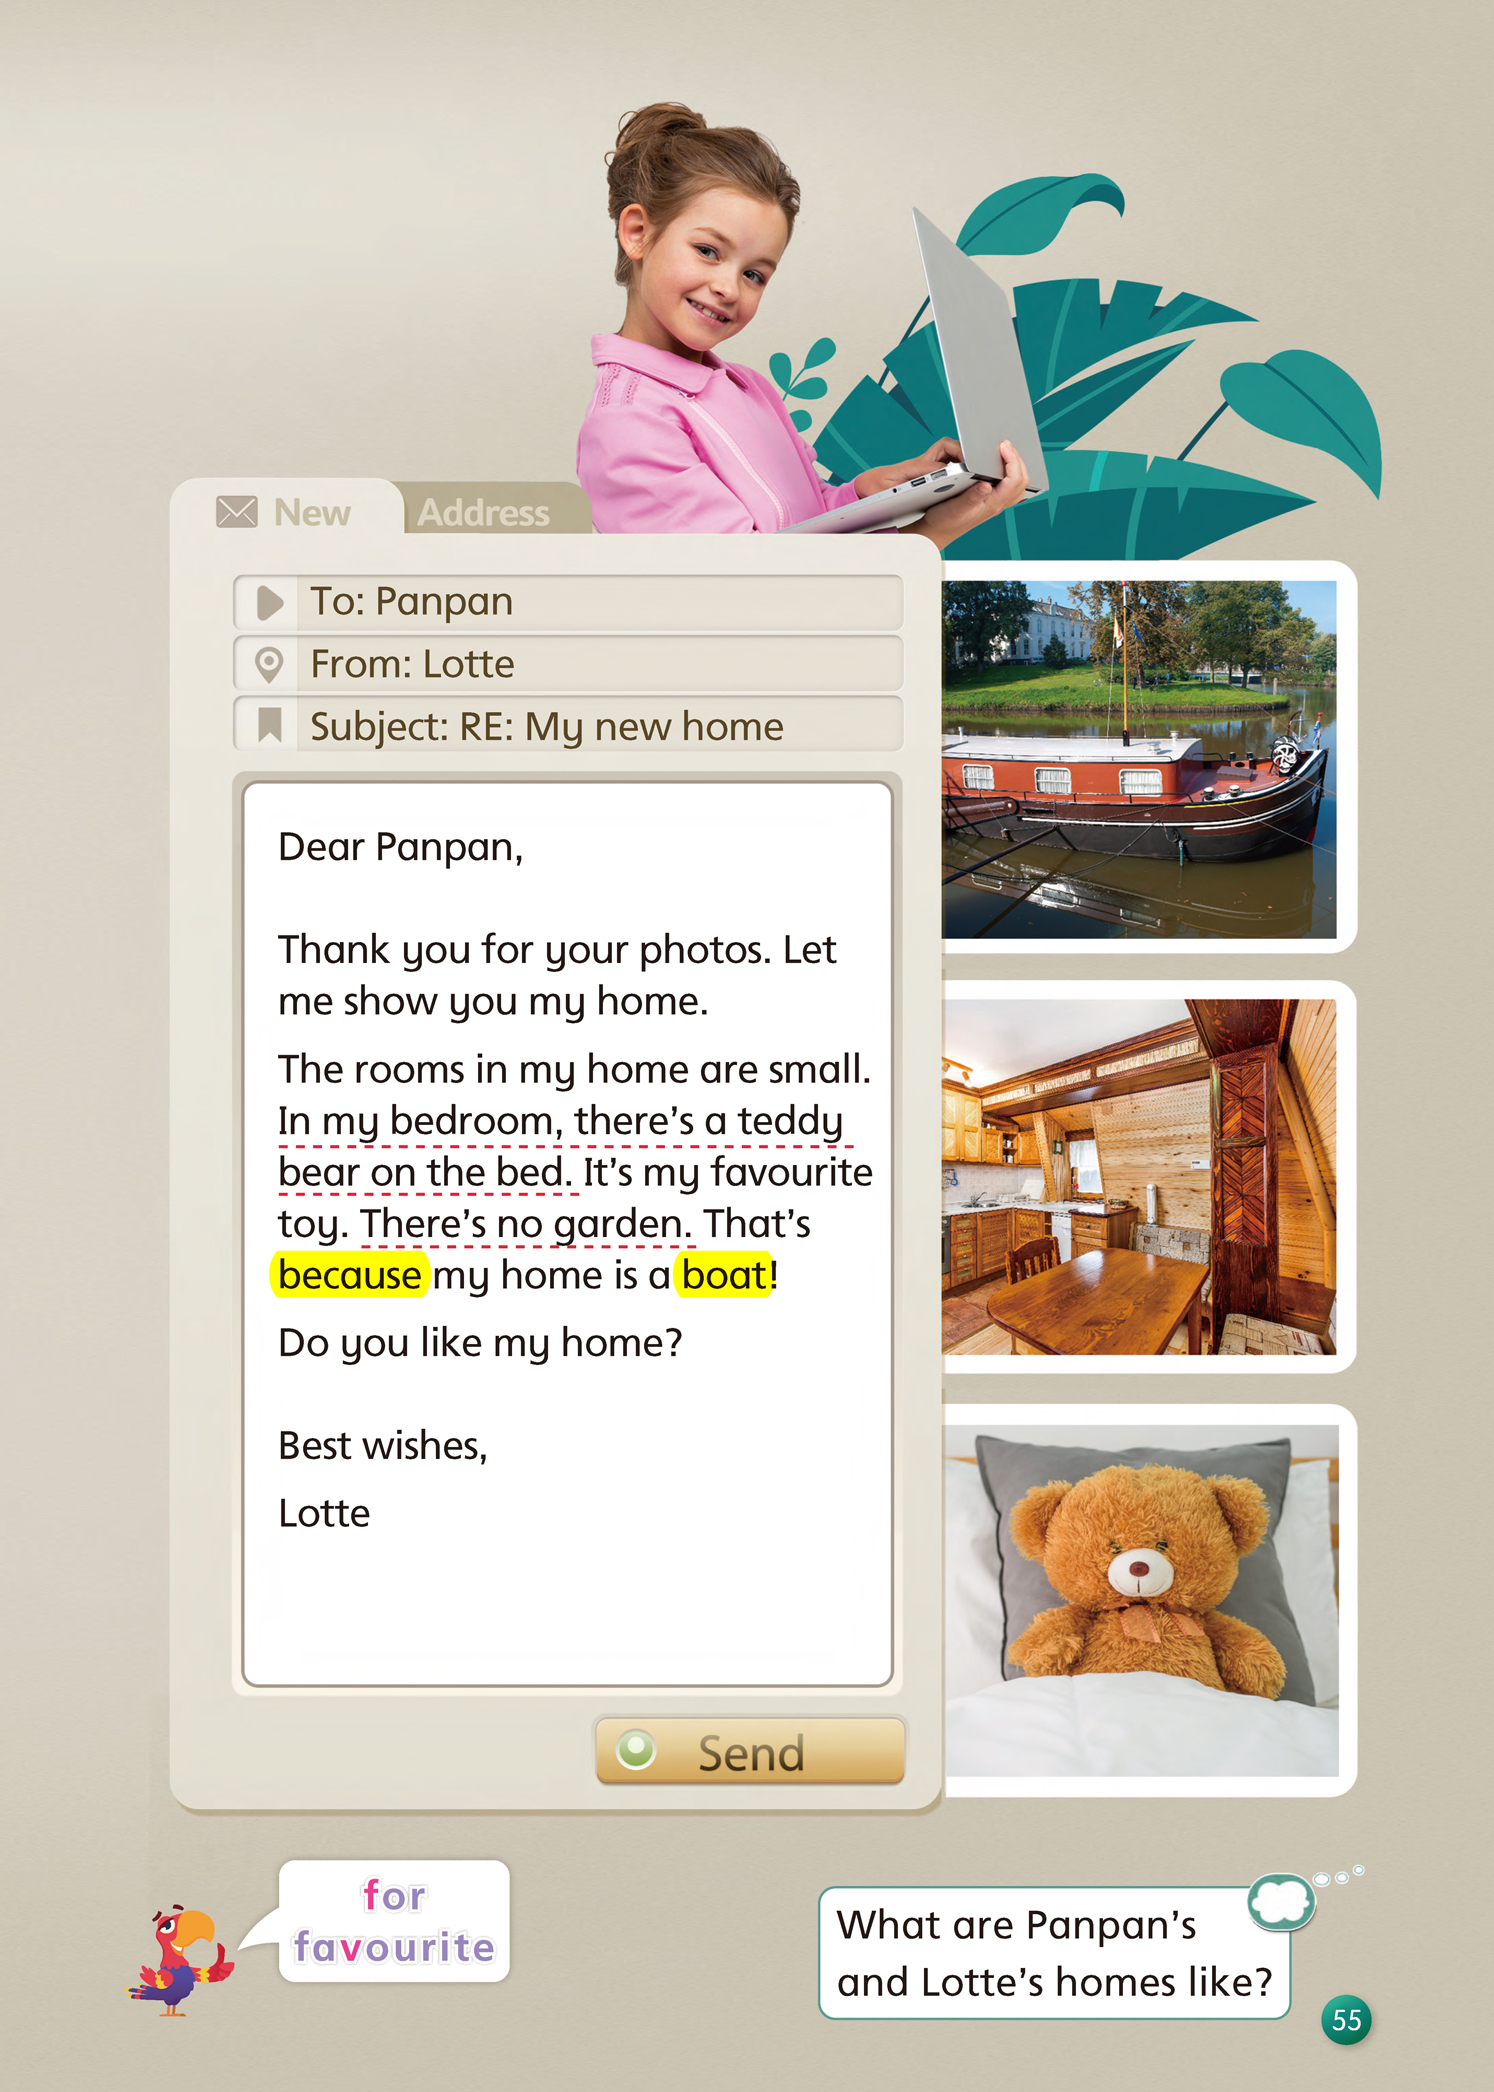 New
Address
To: Panpan
From: Lotte
Subject: RE: My new home
Dear Panpan,
Thank you for your photos. Let
me show you my home.
The rooms in my home are small.
In my bedroom, there's a teddy
bear on the bed. It's my favourite
toy. There's no garden. That's
because my home is a boat!
Do you like my home?
Best wishes,
Lotte
Send
for
favourite
What are Panpan's
and Lotte's homes like?
55